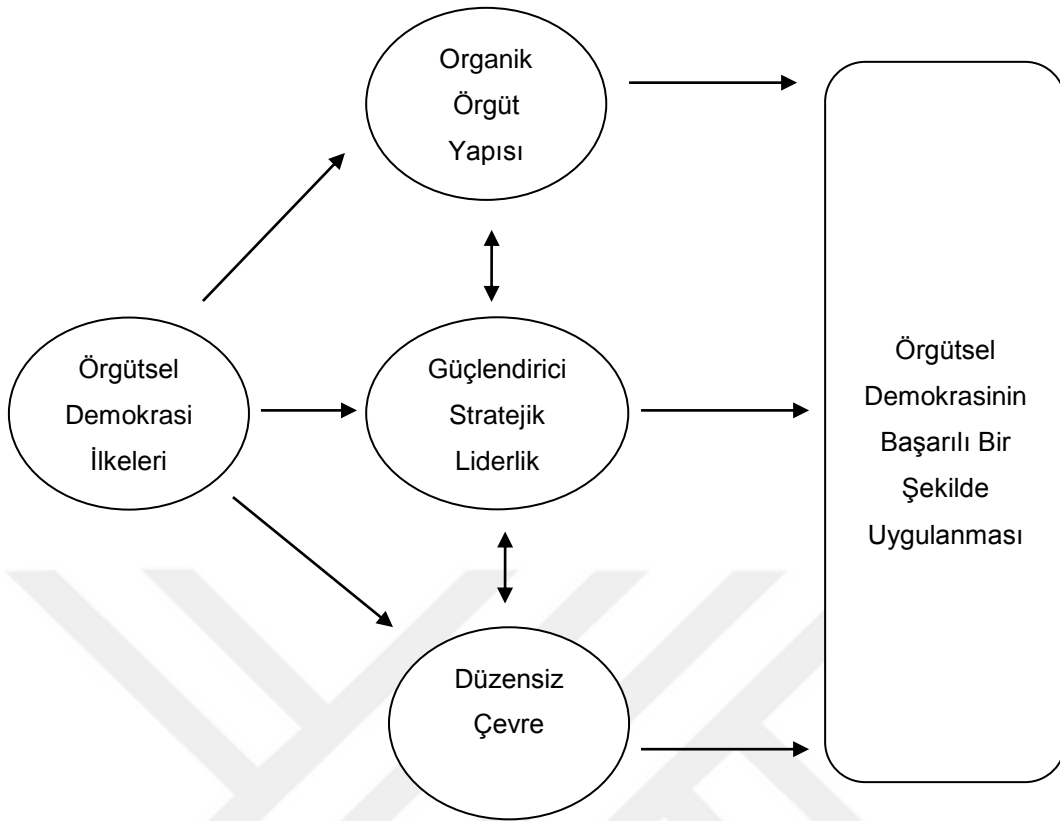 Organik
Örgüt
Yapısı
Örgütsel
Demokrasi
İlkeleri
Güçlendirici
Stratejik
Liderlik
Düzensiz
Çevre
Örgütsel
Demokrasinin
Başarılı Bir
Şekilde
Uygulanması